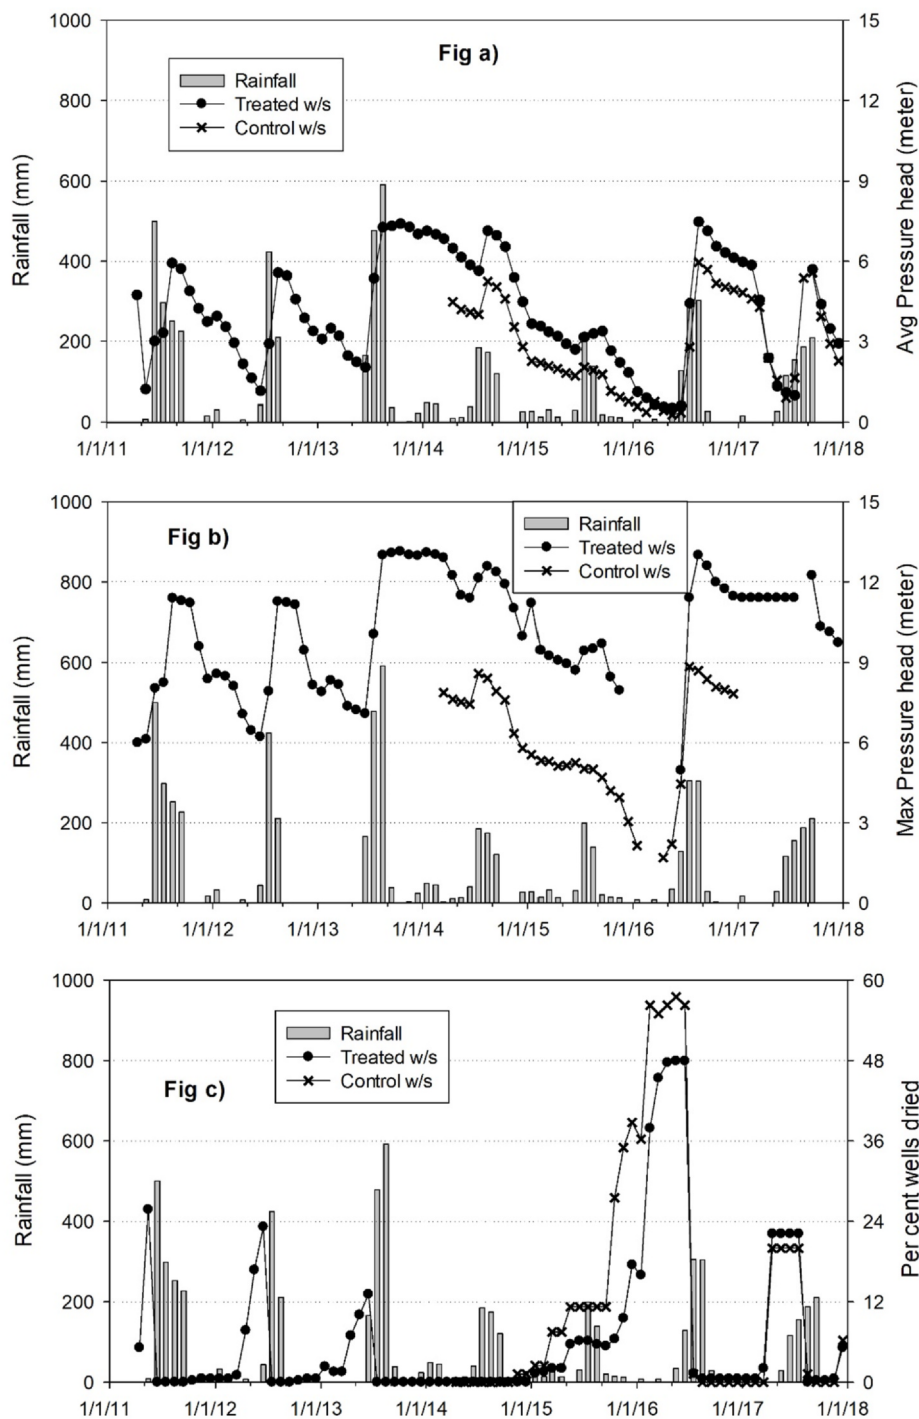 Fig a)
Rainfall
Treated w/s
Control w/s
Rainfall (mm)
Avg Pressure head (meter)
1000
800
600
400
200
0
15
12
9
6
3
0
1/1/11 1/1/12 1/1/13 1/1/14 1/1/15 1/1/16 1/1/17 1/1/18
Fig b)
Rainfall
Treated w/s
Control w/s
Rainfall (mm)
Max Pressure head (meter)
1000
800
600
400
200
0
15
12
9
6
3
0
1/1/11 1/1/12 1/1/13 1/1/14 1/1/15 1/1/16 1/1/17 1/1/18
Fig c)
Rainfall
Treated w/s
Control w/s
Rainfall (mm)
Per cent wells dried
1000
800
600
400
200
0
60
48
36
24
12
0
1/1/11 1/1/12 1/1/13 1/1/14 1/1/15 1/1/16 1/1/17 1/1/18